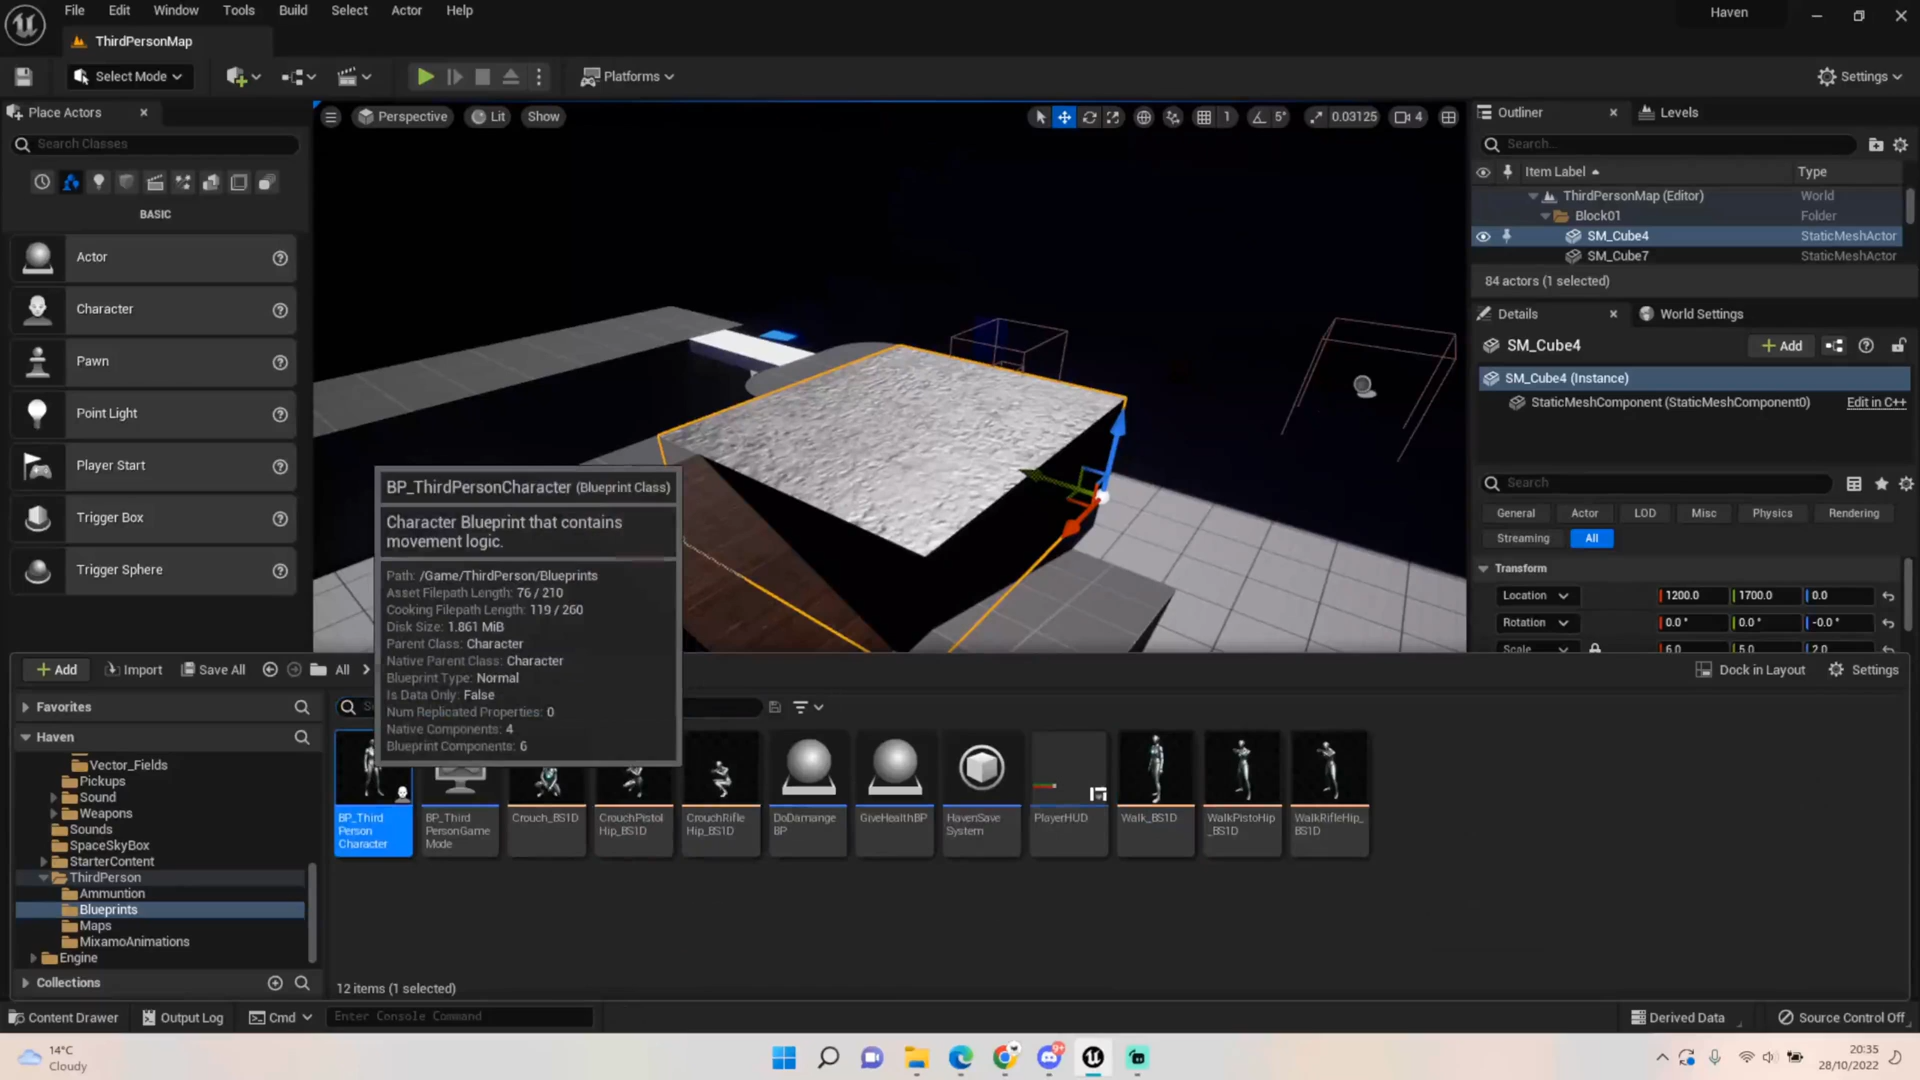 File Edit Window Tools Build Select Actor Help
Haven
ThirdPersonMap
Select Mode
Platforms
Settings
Place Actors
Search Classes
BASIC
Actor
Character
Pawn
Point Light
Player Start
Trigger Box
Trigger Sphere
Perspective Lit Show
1 5° 0.03125 4
Outliner Levels
Search...
Item Label Type
ThirdPersonMap (Editor) World
Block01 Folder
SM_Cube4 StaticMeshActor
SM_Cube7 StaticMeshActor
84 actors (1 selected)
Details World Settings
SM_Cube4 Add
SM_Cube4 (Instance)
StaticMeshComponent (StaticMeshComponent0) Edit in C++
Search
General Actor LOD Misc Physics Rendering
Streaming All
Transform
Location 1200.0 1700.0 0.0
Rotation 0.0 ° 0.0 ° -0.0 °
Scale 6.0 5.0 2.0
BP_ThirdPersonCharacter (Blueprint Class)
Character Blueprint that contains
movement logic.
Path: /Game/ThirdPerson/Blueprints
Asset Filepath Length: 76 / 210
Cooking Filepath Length: 119 / 260
Disk Size: 1.861 MiB
Parent Class: Character
Native Parent Class: Character
Blueprint Type: Normal
Is Data Only: False
Num Replicated Properties: 0
Native Components: 4
Blueprint Components: 6
Add Import Save All All
Dock in Layout Settings
Favorites
Haven
Vector_Fields
Pickups
Sound
Weapons
Sounds
SpaceSkyBox
StarterContent
ThirdPerson
Ammuntion
Blueprints
Maps
MixamoAnimations
Engine
Collections
BP_Third
Person
Character
BP_Third
PersonGame
Mode
Crouch_BS1D
CrouchPistol
Hip_BS1D
CrouchRifle
Hip_BS1D
DoDamange
BP
GiveHealthBP
HavenSave
System
PlayerHUD
Walk_BS1D
WalkPistoHip
_BS1D
WalkRifleHip_
BS1D
12 items (1 selected)
Content Drawer Output Log Cmd Enter Console Command
Derived Data Source Control Off
14°C
Cloudy
9+
20:35
28/10/2022